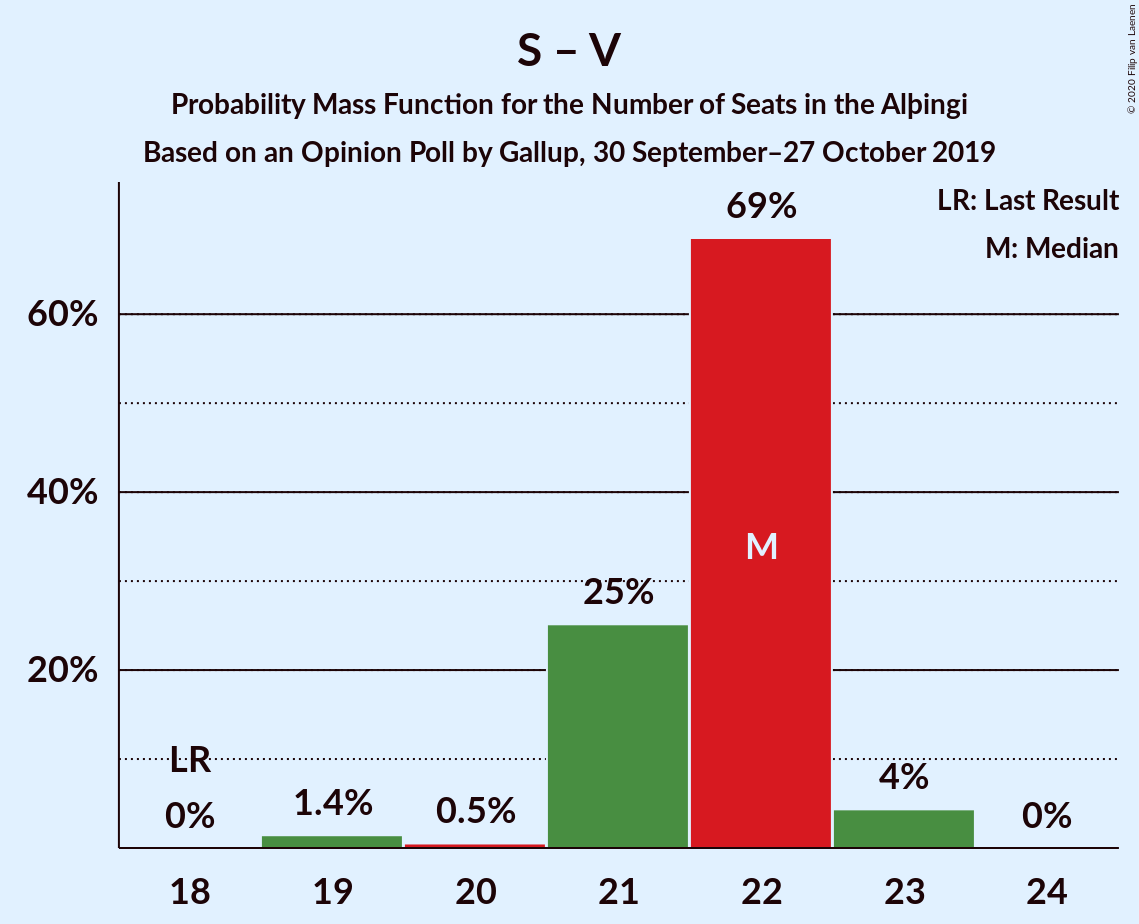 S – V
Probability Mass Function for the Number of Seats in the Alþingi
Based on an Opinion Poll by Gallup, 30 September–27 October 2019
© 2020 Filip van Laenen
LR: Last Result
M: Median
69%
60%
40%
M
25%
20%
LR
4%
1.4%
0.5%
0%
0%
18 19 20 21 22 23 24